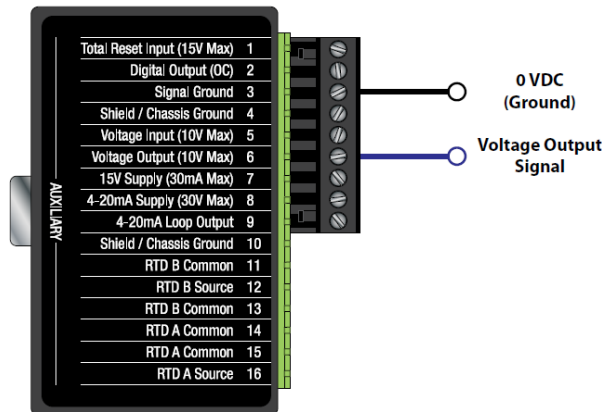 Total Reset Input (15V Max) 1
Digital Output (OC) 2
Signal Ground 3
Shield / Chassis Ground 4
Voltage Input (10V Max) 5
Voltage Output (10V Max) 6
15V Supply (30mA Max) 7
4-20mA Supply (30V Max) 8
4-20mA Loop Output 9
Shield / Chassis Ground 10
RTD B Common 11
RTD B Source 12
RTD B Common 13
RTD A Common 14
RTD A Common 15
RTD A Source 16
AUXILIARY
0 VDC
(Ground)
Voltage Output
Signal